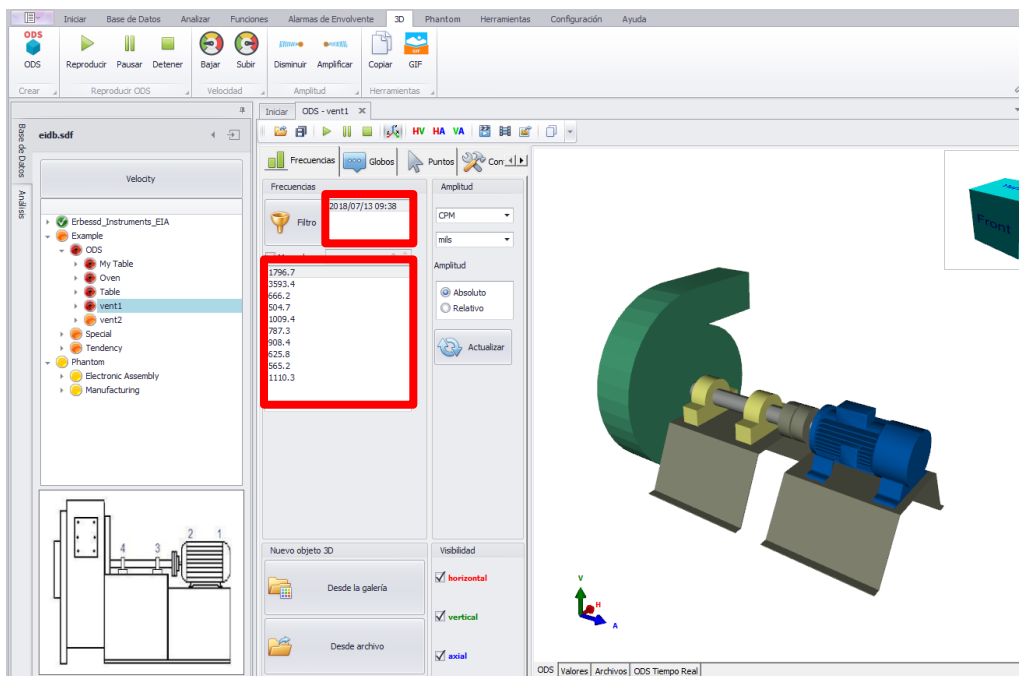 Iniciar Base de Datos Analizar Funciones Alarmas de Envolvente 3D Phantom Herramientas Configuración Ayuda
ODS
ODS Reproducir Pausar Detener Bajar Subir Disminuir Amplificar Copiar GIF
Crear Reproducir ODS Velocidad Amplitud Herramientas
Base de Datos
Análisis
eidb.sdf
Velocity
Erbessd_Instruments_EIA
Example
ODS
My Table
Oven
Table
vent1
vent2
Special
Tendency
Phantom
Electronic Assembly
Manufacturing
4 3 2 1
Iniciar ODS - vent1
HV HA VA
Frecuencias Globos Puntos Con
Frecuencias
Filtro
2018/07/13 09:38
1796.7
3593.4
666.2
504.7
1009.4
787.3
908.4
625.8
565.2
1110.3
Amplitud
CPM
mils
Amplitud
Absoluto
Relativo
Actualizar
Nuevo objeto 3D
Desde la galería
Desde archivo
Visibilidad
horizontal
vertical
axial
Front
V
H
A
ODS Valores Archivos ODS Tiempo Real